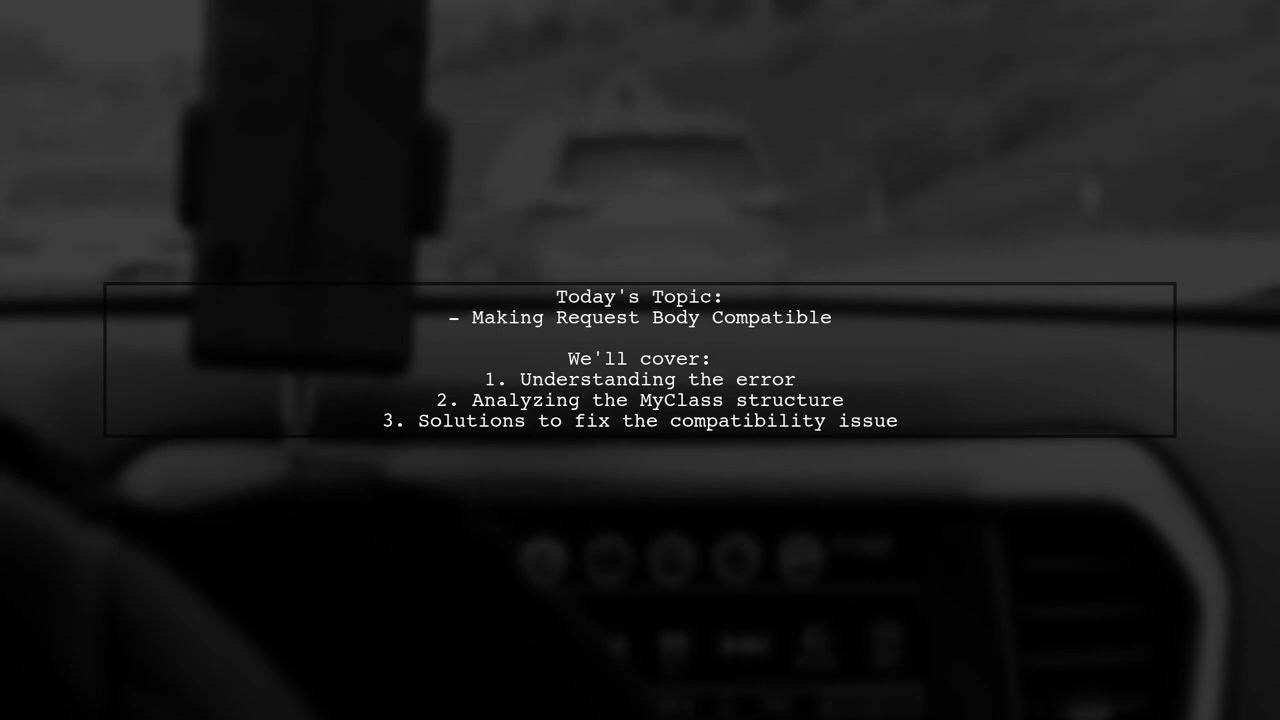 Today's Topic:
– Making Request Body Compatible
We'll cover:
1. Understanding the error
2. Analyzing the MyClass structure
3. Solutions to fix the compatibility issue